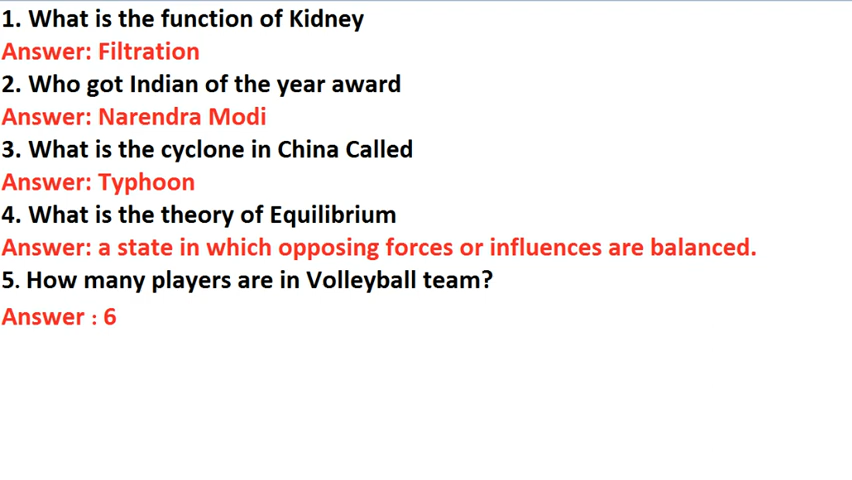 1. What is the function of Kidney
Answer: Filtration
2. Who got Indian of the year award
Answer: Narendra Modi
3. What is the cyclone in China Called
Answer: Typhoon
4. What is the theory of Equilibrium
Answer: a state in which opposing forces or influences are balanced.
5. How many players are in Volleyball team?
Answer : 6